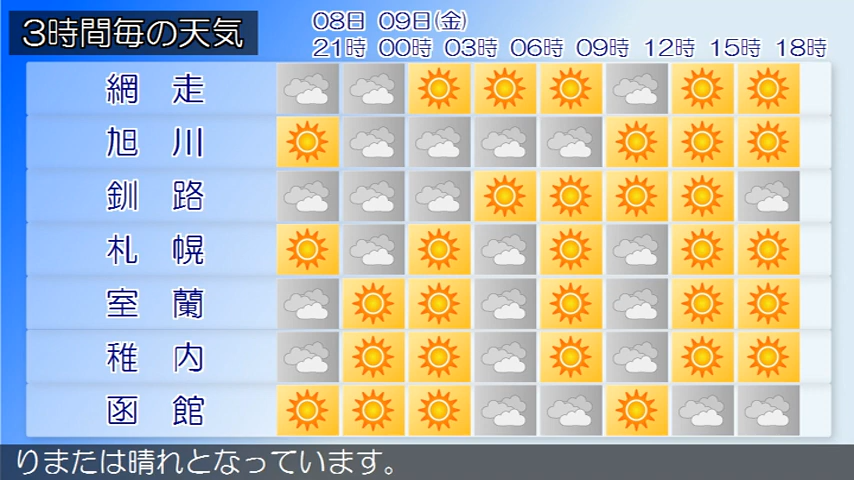 3時間毎の天気
08日 09日(金)
21時 00時 03時 06時 09時 12時 15時 18時
網走
旭川
釧路
札幌
室蘭
稚内
函館
りまたは晴れとなっています。